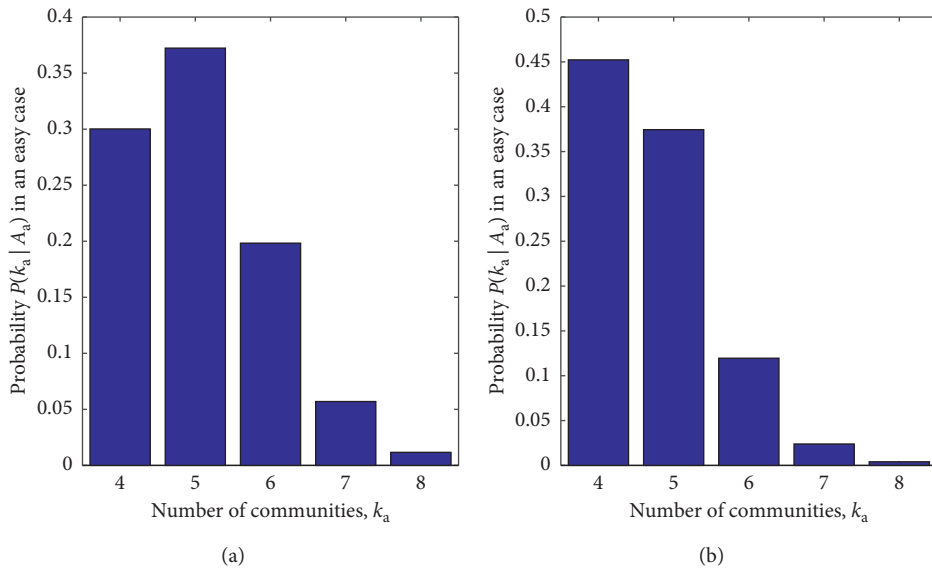 0.4
0.35
0.3
0.25
0.2
0.15
0.1
0.05
0
Probability P(kₐ | Aₐ) in an easy case
4 5 6 7 8
Number of communities, kₐ
(a)
0.5
0.45
0.4
0.35
0.3
0.25
0.2
0.15
0.1
0.05
0
Probability P(kₐ | Aₐ) in an easy case
4 5 6 7 8
Number of communities, kₐ
(b)